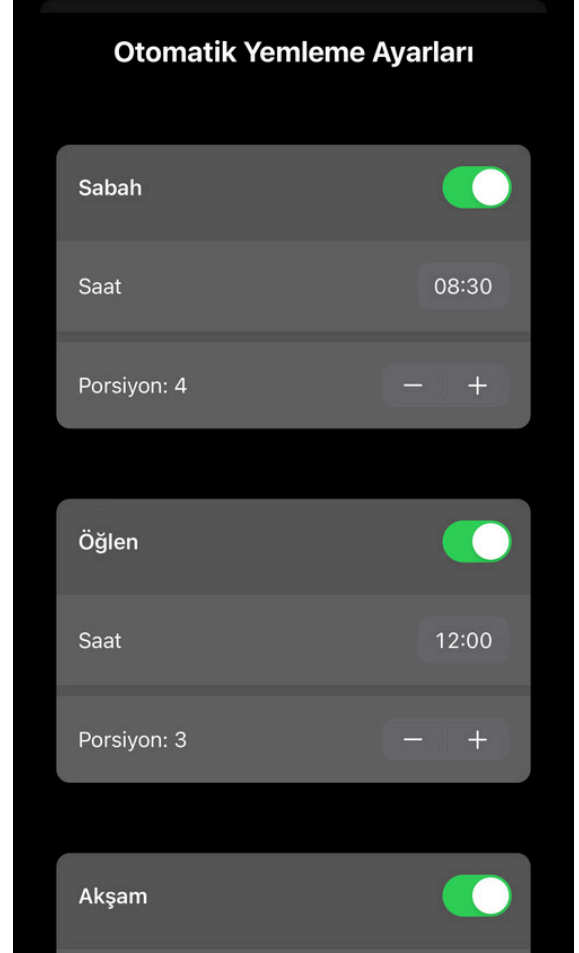 Otomatik Yemleme Ayarları
Sabah
Saat 08:30
Porsiyon: 4 − +
Öğlen
Saat 12:00
Porsiyon: 3 − +
Akşam